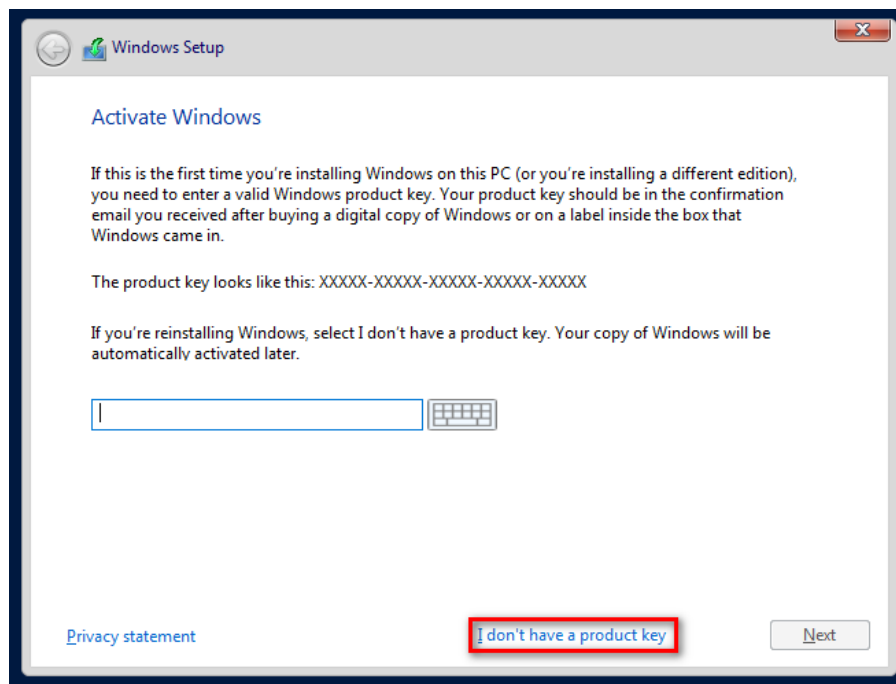 Windows Setup
Activate Windows
If this is the first time you're installing Windows on this PC (or you're installing a different edition),
you need to enter a valid Windows product key. Your product key should be in the confirmation
email you received after buying a digital copy of Windows or on a label inside the box that
Windows came in.
The product key looks like this: XXXXX-XXXXX-XXXXX-XXXXX-XXXXX
If you're reinstalling Windows, select I don't have a product key. Your copy of Windows will be
automatically activated later.
Privacy statement
I don't have a product key
Next